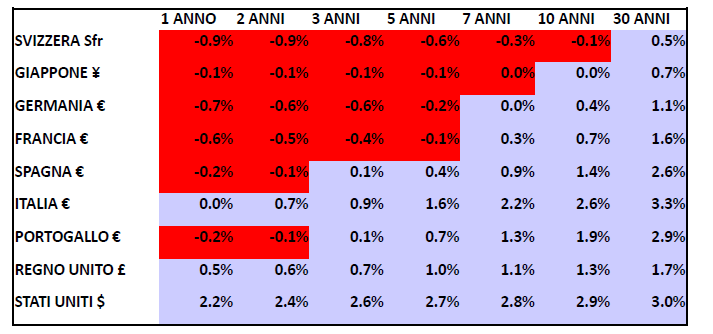 1 ANNO 2 ANNI 3 ANNI 5 ANNI 7 ANNI 10 ANNI 30 ANNI
SVIZZERA Sfr -0.9% -0.9% -0.8% -0.6% -0.3% -0.1% 0.5%
GIAPPONE ¥ -0.1% -0.1% -0.1% -0.1% 0.0% 0.0% 0.7%
GERMANIA € -0.7% -0.6% -0.6% -0.2% 0.0% 0.4% 1.1%
FRANCIA € -0.6% -0.5% -0.4% -0.1% 0.3% 0.7% 1.6%
SPAGNA € -0.2% -0.1% 0.1% 0.4% 0.9% 1.4% 2.6%
ITALIA € 0.0% 0.7% 0.9% 1.6% 2.2% 2.6% 3.3%
PORTOGALLO € -0.2% -0.1% 0.1% 0.7% 1.3% 1.9% 2.9%
REGNO UNITO £ 0.5% 0.6% 0.7% 1.0% 1.1% 1.3% 1.7%
STATI UNITI $ 2.2% 2.4% 2.6% 2.7% 2.8% 2.9% 3.0%